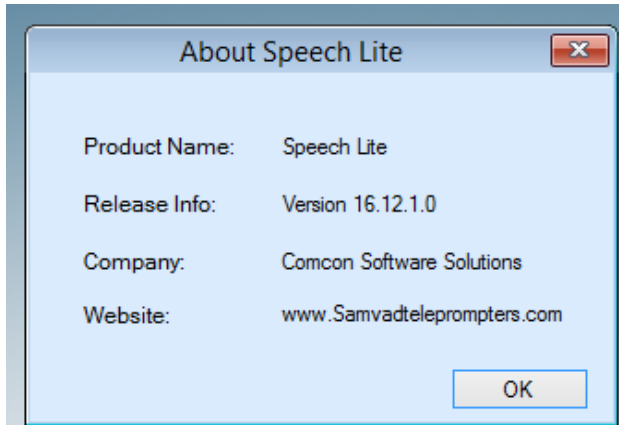 About Speech Lite
Product Name: Speech Lite
Release Info: Version 16.12.1.0
Company: Comcon Software Solutions
Website: www.Samvadteleprompters.com
OK